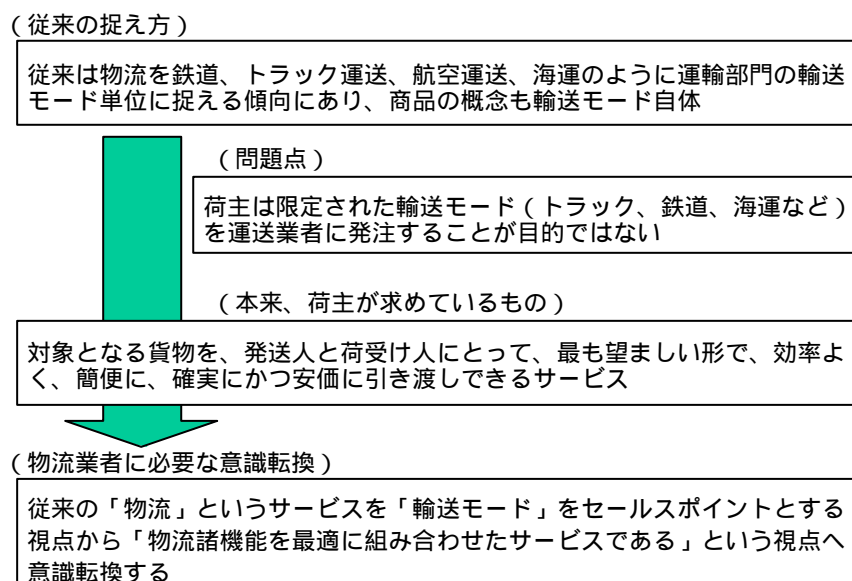 （従来の捉え方）
従来は物流を鉄道、トラック運送、航空運送、海運のように運輸部門の輸送
モード単位に捉える傾向にあり、商品の概念も輸送モード自体
（問題点）
荷主は限定された輸送モード（トラック、鉄道、海運など）
を運送業者に発注することが目的ではない
（本来、荷主が求めているもの）
対象となる貨物を、発送人と荷受け人にとって、最も望ましい形で、効率よ
く、簡便に、確実にかつ安価に引き渡しできるサービス
（物流業者に必要な意識転換）
従来の「物流」というサービスを「輸送モード」をセールスポイントとする
視点から「物流諸機能を最適に組み合わせたサービスである」という視点へ
意識転換する